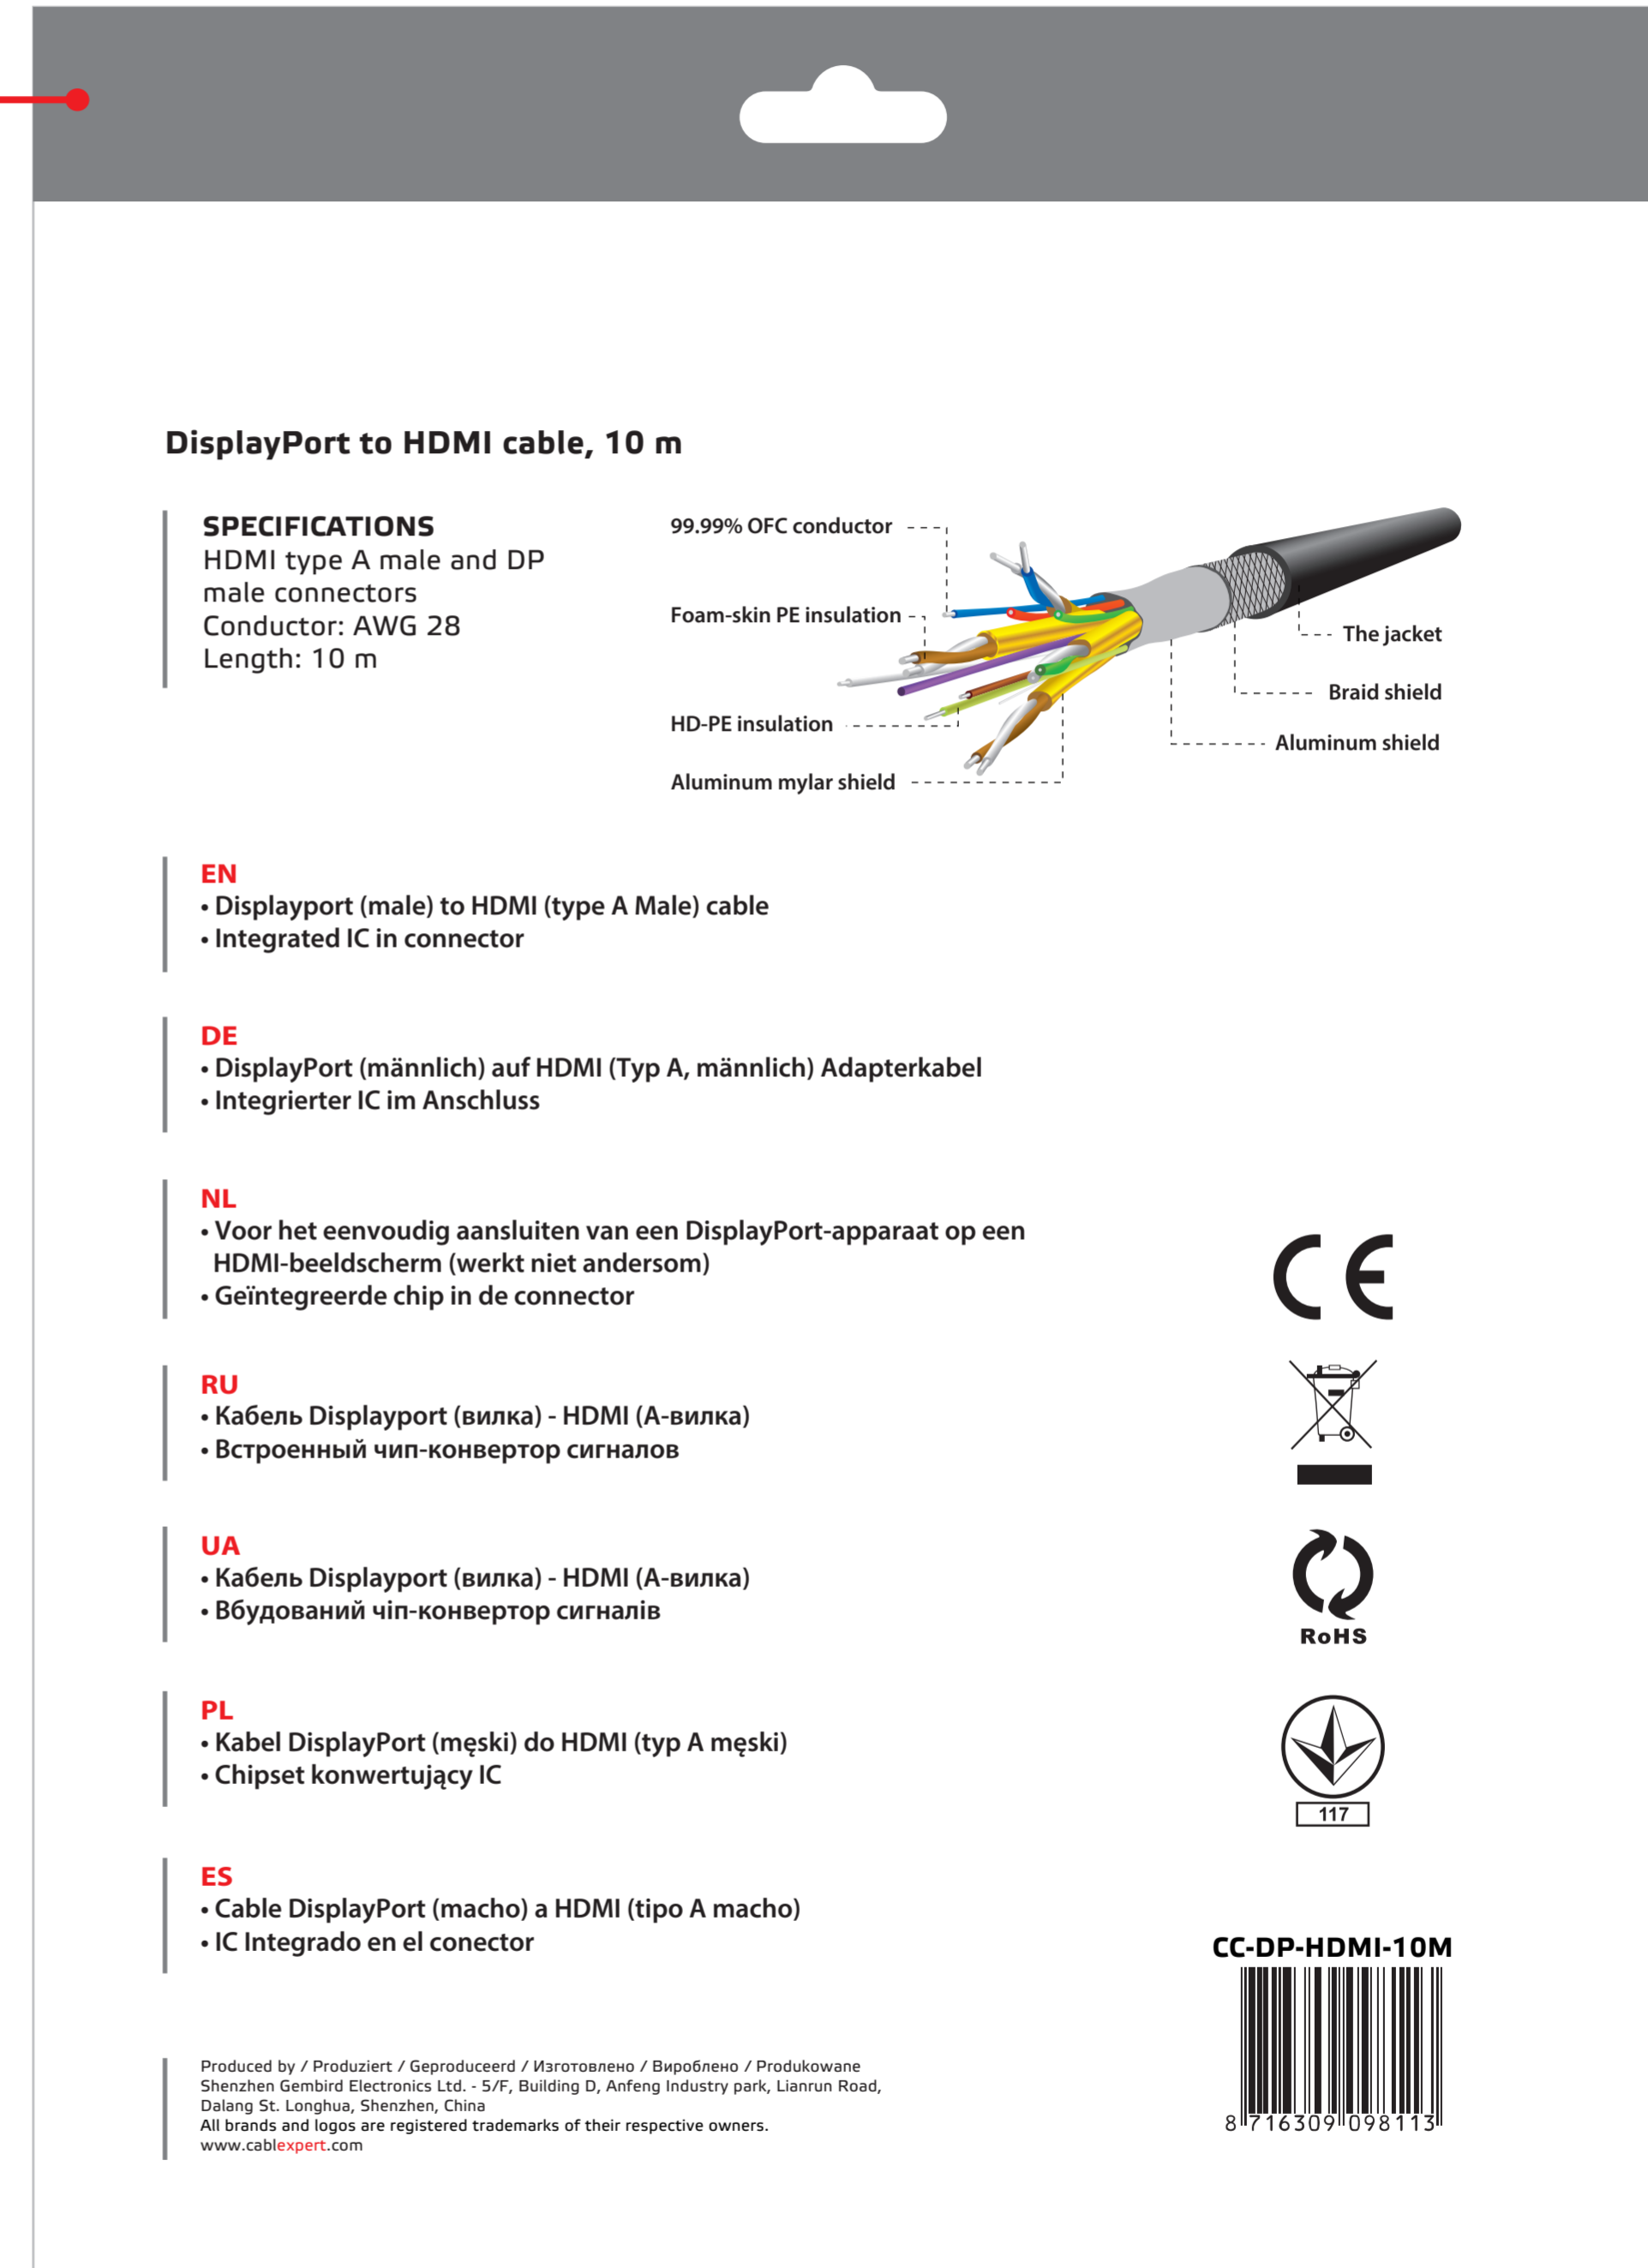 DisplayPort to HDMI cable, 10 m
SPECIFICATIONS
HDMI type A male and DP
male connectors
Conductor: AWG 28
Length: 10 m
99.99% OFC conductor
Foam-skin PE insulation
HD-PE insulation
Aluminum mylar shield
The jacket
Braid shield
Aluminum shield
EN
• Displayport (male) to HDMI (type A Male) cable
• Integrated IC in connector
DE
• DisplayPort (männlich) auf HDMI (Typ A, männlich) Adapterkabel
• Integrierter IC im Anschluss
NL
• Voor het eenvoudig aansluiten van een DisplayPort-apparaat op een
HDMI-beeldscherm (werkt niet andersom)
• Geïntegreerde chip in de connector
RU
• Кабель Displayport (вилка) - HDMI (A-вилка)
• Встроенный чип-конвертор сигналов
UA
• Кабель Displayport (вилка) - HDMI (A-вилка)
• Вбудований чіп-конвертор сигналів
PL
• Kabel DisplayPort (męski) do HDMI (typ A męski)
• Chipset konwertujący IC
ES
• Cable DisplayPort (macho) a HDMI (tipo A macho)
• IC Integrado en el conector
CE
RoHS
117
CC-DP-HDMI-10M
8 716309 098113
Produced by / Produziert / Geproduceerd / Изготовлено / Вироблено / Produkowane
Shenzhen Gembird Electronics Ltd. - 5/F, Building D, Anfeng Industry park, Lianrun Road,
Dalang St. Longhua, Shenzhen, China
All brands and logos are registered trademarks of their respective owners.
www.cablexpert.com